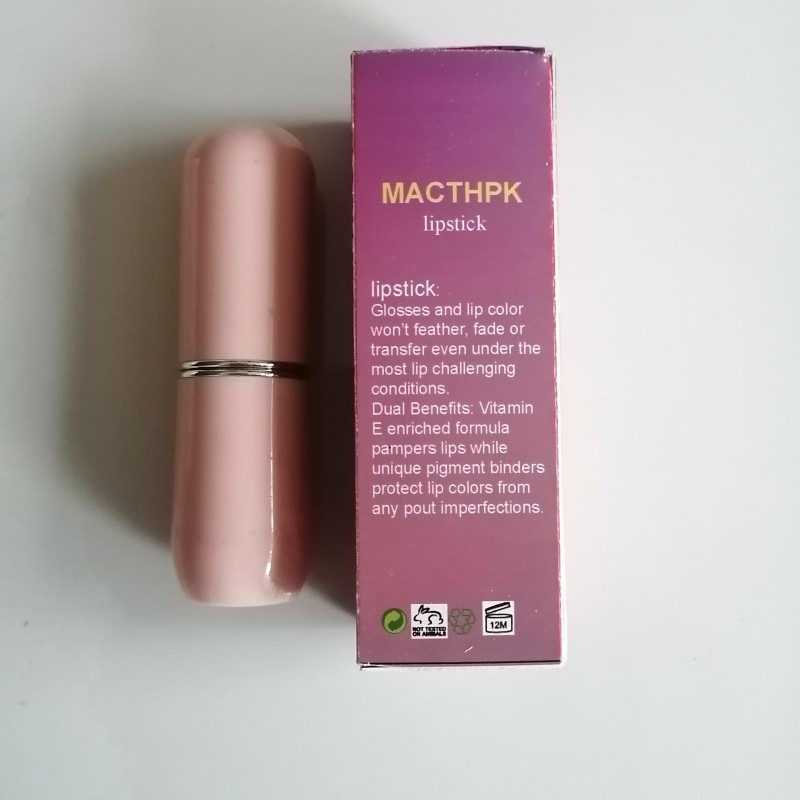 MACTHPK
lipstick
lipstick:
Glosses and lip color
won't feather, fade or
transfer even under the
most lip challenging
conditions.
Dual Benefits: Vitamin
E enriched formula
pampers lips while
unique pigment binders
protect lip colors from
any pout imperfections.
NOT TESTED
ON ANIMALS
12M